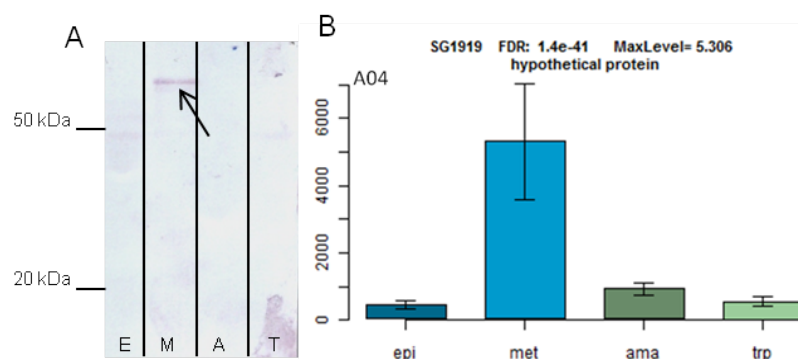 A
50 kDa
20 kDa
E M A T
B
SG1919 FDR: 1.4e-41 MaxLevel= 5.306
hypothetical protein
A04
6000
4000
2000
0
epi met ama trp